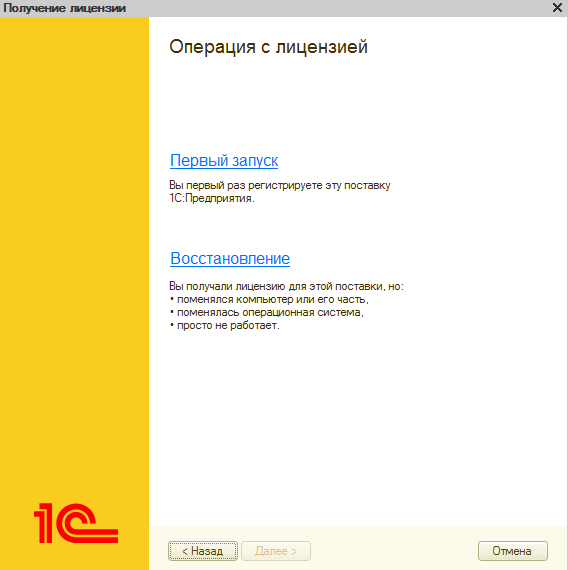 Получение лицензии
Операция с лицензией
Первый запуск
Вы первый раз регистрируете эту поставку
1С:Предприятия.
Восстановление
Вы получали лицензию для этой поставки, но:
• поменялся компьютер или его часть,
• поменялась операционная система,
• просто не работает.
1С
< Назад
Далее >
Отмена